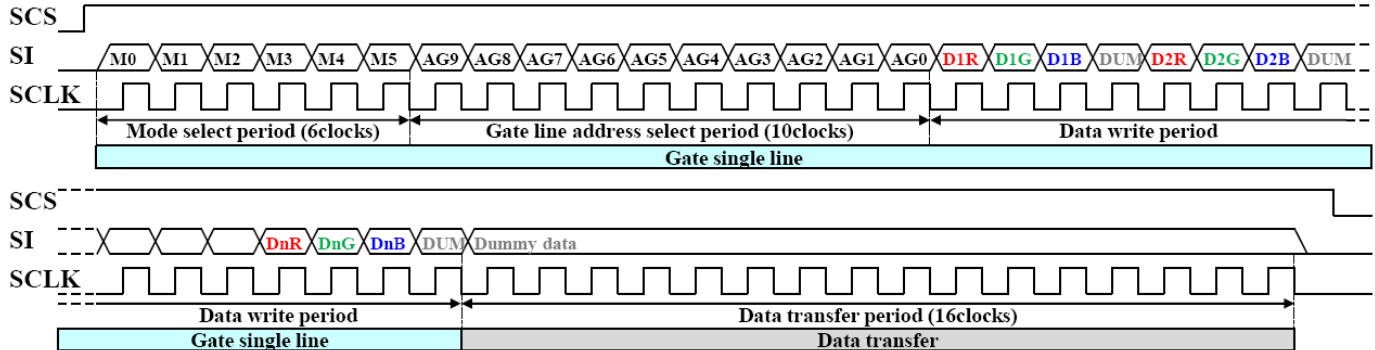 SCS
SI M0 M1 M2 M3 M4 M5 AG9 AG8 AG7 AG6 AG5 AG4 AG3 AG2 AG1 AG0 D1R D1G D1B DUM D2R D2G D2B DUM
SCLK
Mode select period (6clocks) Gate line address select period (10clocks) Data write period
Gate single line
SCS
SI DnR DnG DnB DUM Dummy data
SCLK
Data write period Data transfer period (16clocks)
Gate single line Data transfer